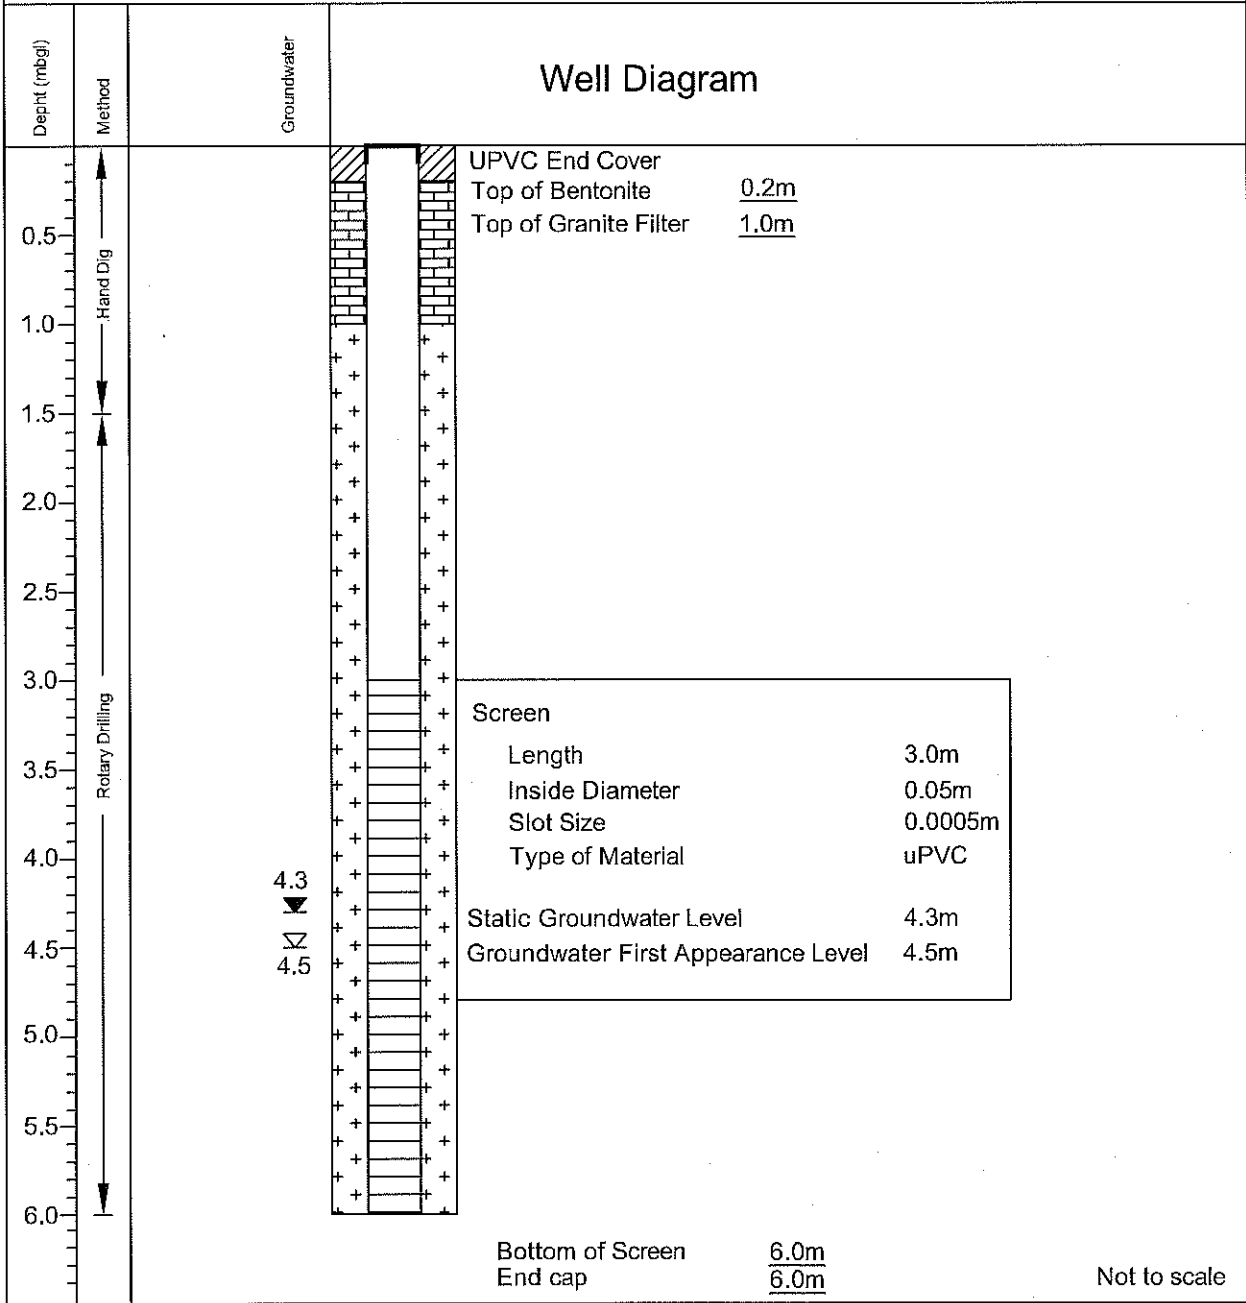 Depht (mbgl)
Method
Groundwater
Well Diagram
UPVC End Cover
Top of Bentonite 0.2m
Top of Granite Filter 1.0m
0.5
Hand Dig
1.0
1.5
2.0
2.5
3.0
Rotary Drilling
Screen
Length 3.0m
3.5
Inside Diameter 0.05m
Slot Size 0.0005m
4.0
Type of Material uPVC
4.3
Static Groundwater Level 4.3m
4.5
Groundwater First Appearance Level 4.5m
4.5
5.0
5.5
6.0
Bottom of Screen 6.0m
End cap 6.0m
Not to scale